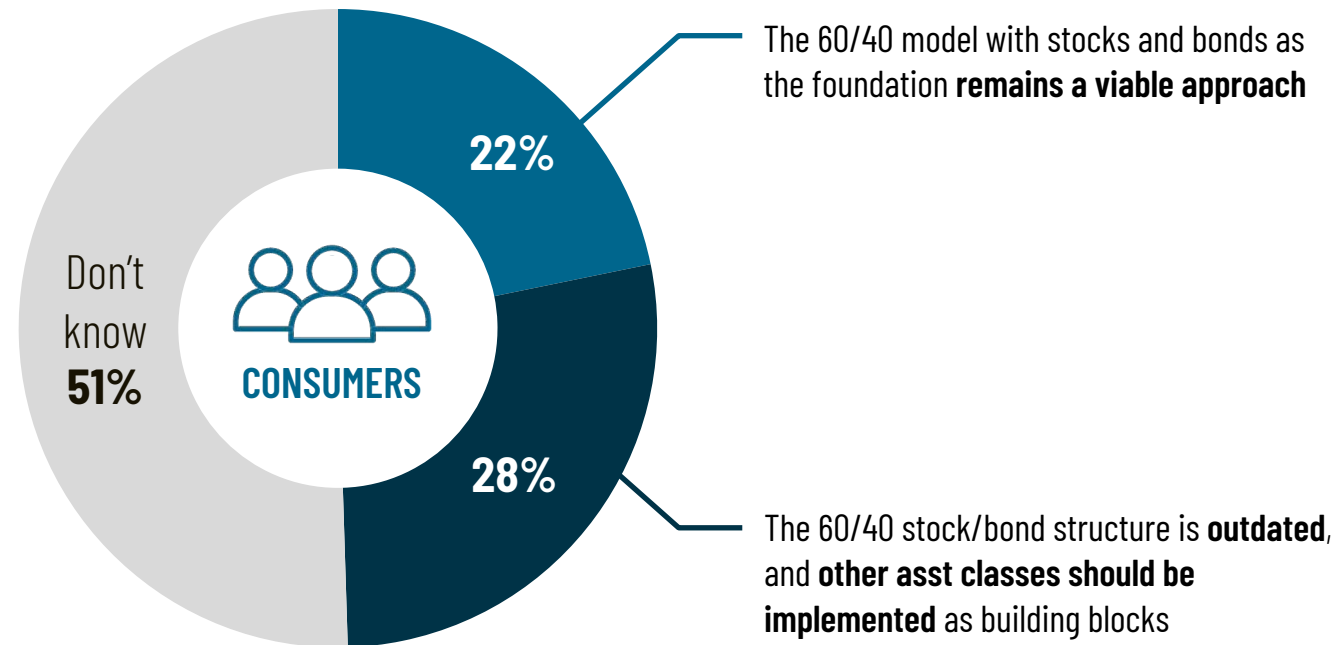 The 60/40 model with stocks and bonds as
the foundation remains a viable approach
22%
Don't
know
51%
CONSUMERS
28%
The 60/40 stock/bond structure is outdated,
and other asst classes should be
implemented as building blocks